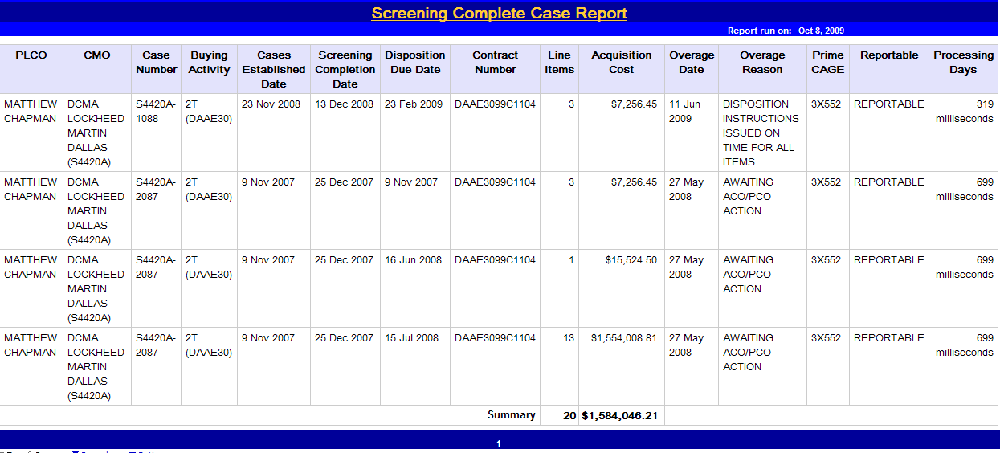 Screening Complete Case Report
Report run on: Oct 8, 2009
PLCO CMO Case Number Buying Activity Cases Established Date Screening Completion Date Disposition Due Date Contract Number Line Items Acquisition Cost Overage Date Overage Reason Prime CAGE Reportable Processing Days
MATTHEW CHAPMAN DCMA LOCKHEED MARTIN DALLAS (S4420A) S4420A-1088 2T (DAAE30) 23 Nov 2008 13 Dec 2008 23 Feb 2009 DAAE3099C1104 3 $7,256.45 11 Jun 2009 DISPOSITION INSTRUCTIONS ISSUED ON TIME FOR ALL ITEMS 3X552 REPORTABLE 319 milliseconds
MATTHEW CHAPMAN DCMA LOCKHEED MARTIN DALLAS (S4420A) S4420A-2087 2T (DAAE30) 9 Nov 2007 25 Dec 2007 9 Nov 2007 DAAE3099C1104 3 $7,256.45 27 May 2008 AWAITING ACO/PCO ACTION 3X552 REPORTABLE 699 milliseconds
MATTHEW CHAPMAN DCMA LOCKHEED MARTIN DALLAS (S4420A) S4420A-2087 2T (DAAE30) 9 Nov 2007 25 Dec 2007 16 Jun 2008 DAAE3099C1104 1 $15,524.50 27 May 2008 AWAITING ACO/PCO ACTION 3X552 REPORTABLE 699 milliseconds
MATTHEW CHAPMAN DCMA LOCKHEED MARTIN DALLAS (S4420A) S4420A-2087 2T (DAAE30) 9 Nov 2007 25 Dec 2007 15 Jul 2008 DAAE3099C1104 13 $1,554,008.81 27 May 2008 AWAITING ACO/PCO ACTION 3X552 REPORTABLE 699 milliseconds
Summary 20 $1,584,046.21
1